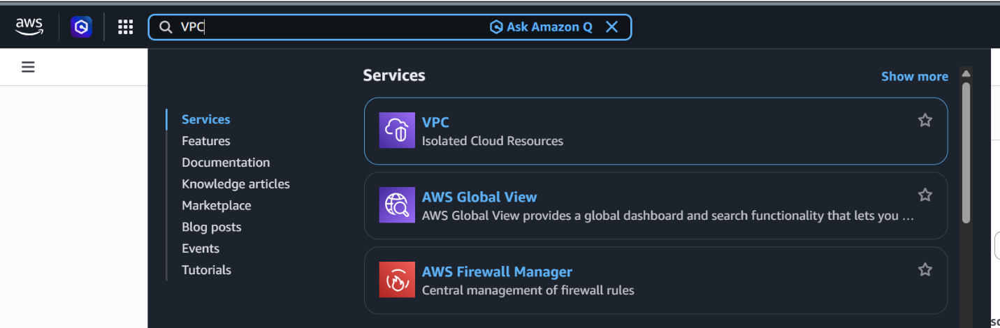 aws
VPC
Ask Amazon Q
Services
Features
Documentation
Knowledge articles
Marketplace
Blog posts
Events
Tutorials
Services
Show more
VPC
Isolated Cloud Resources
AWS Global View
AWS Global View provides a global dashboard and search functionality that lets you ...
AWS Firewall Manager
Central management of firewall rules